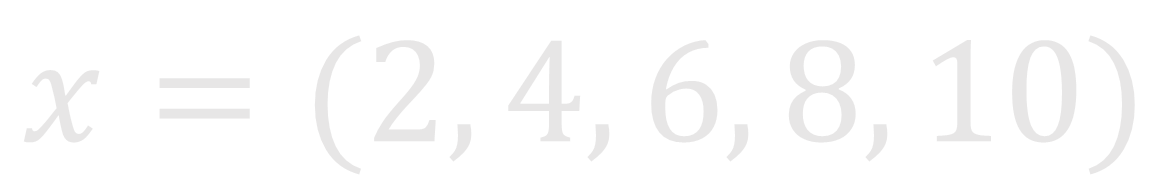 x = (2, 4, 6, 8, 10)